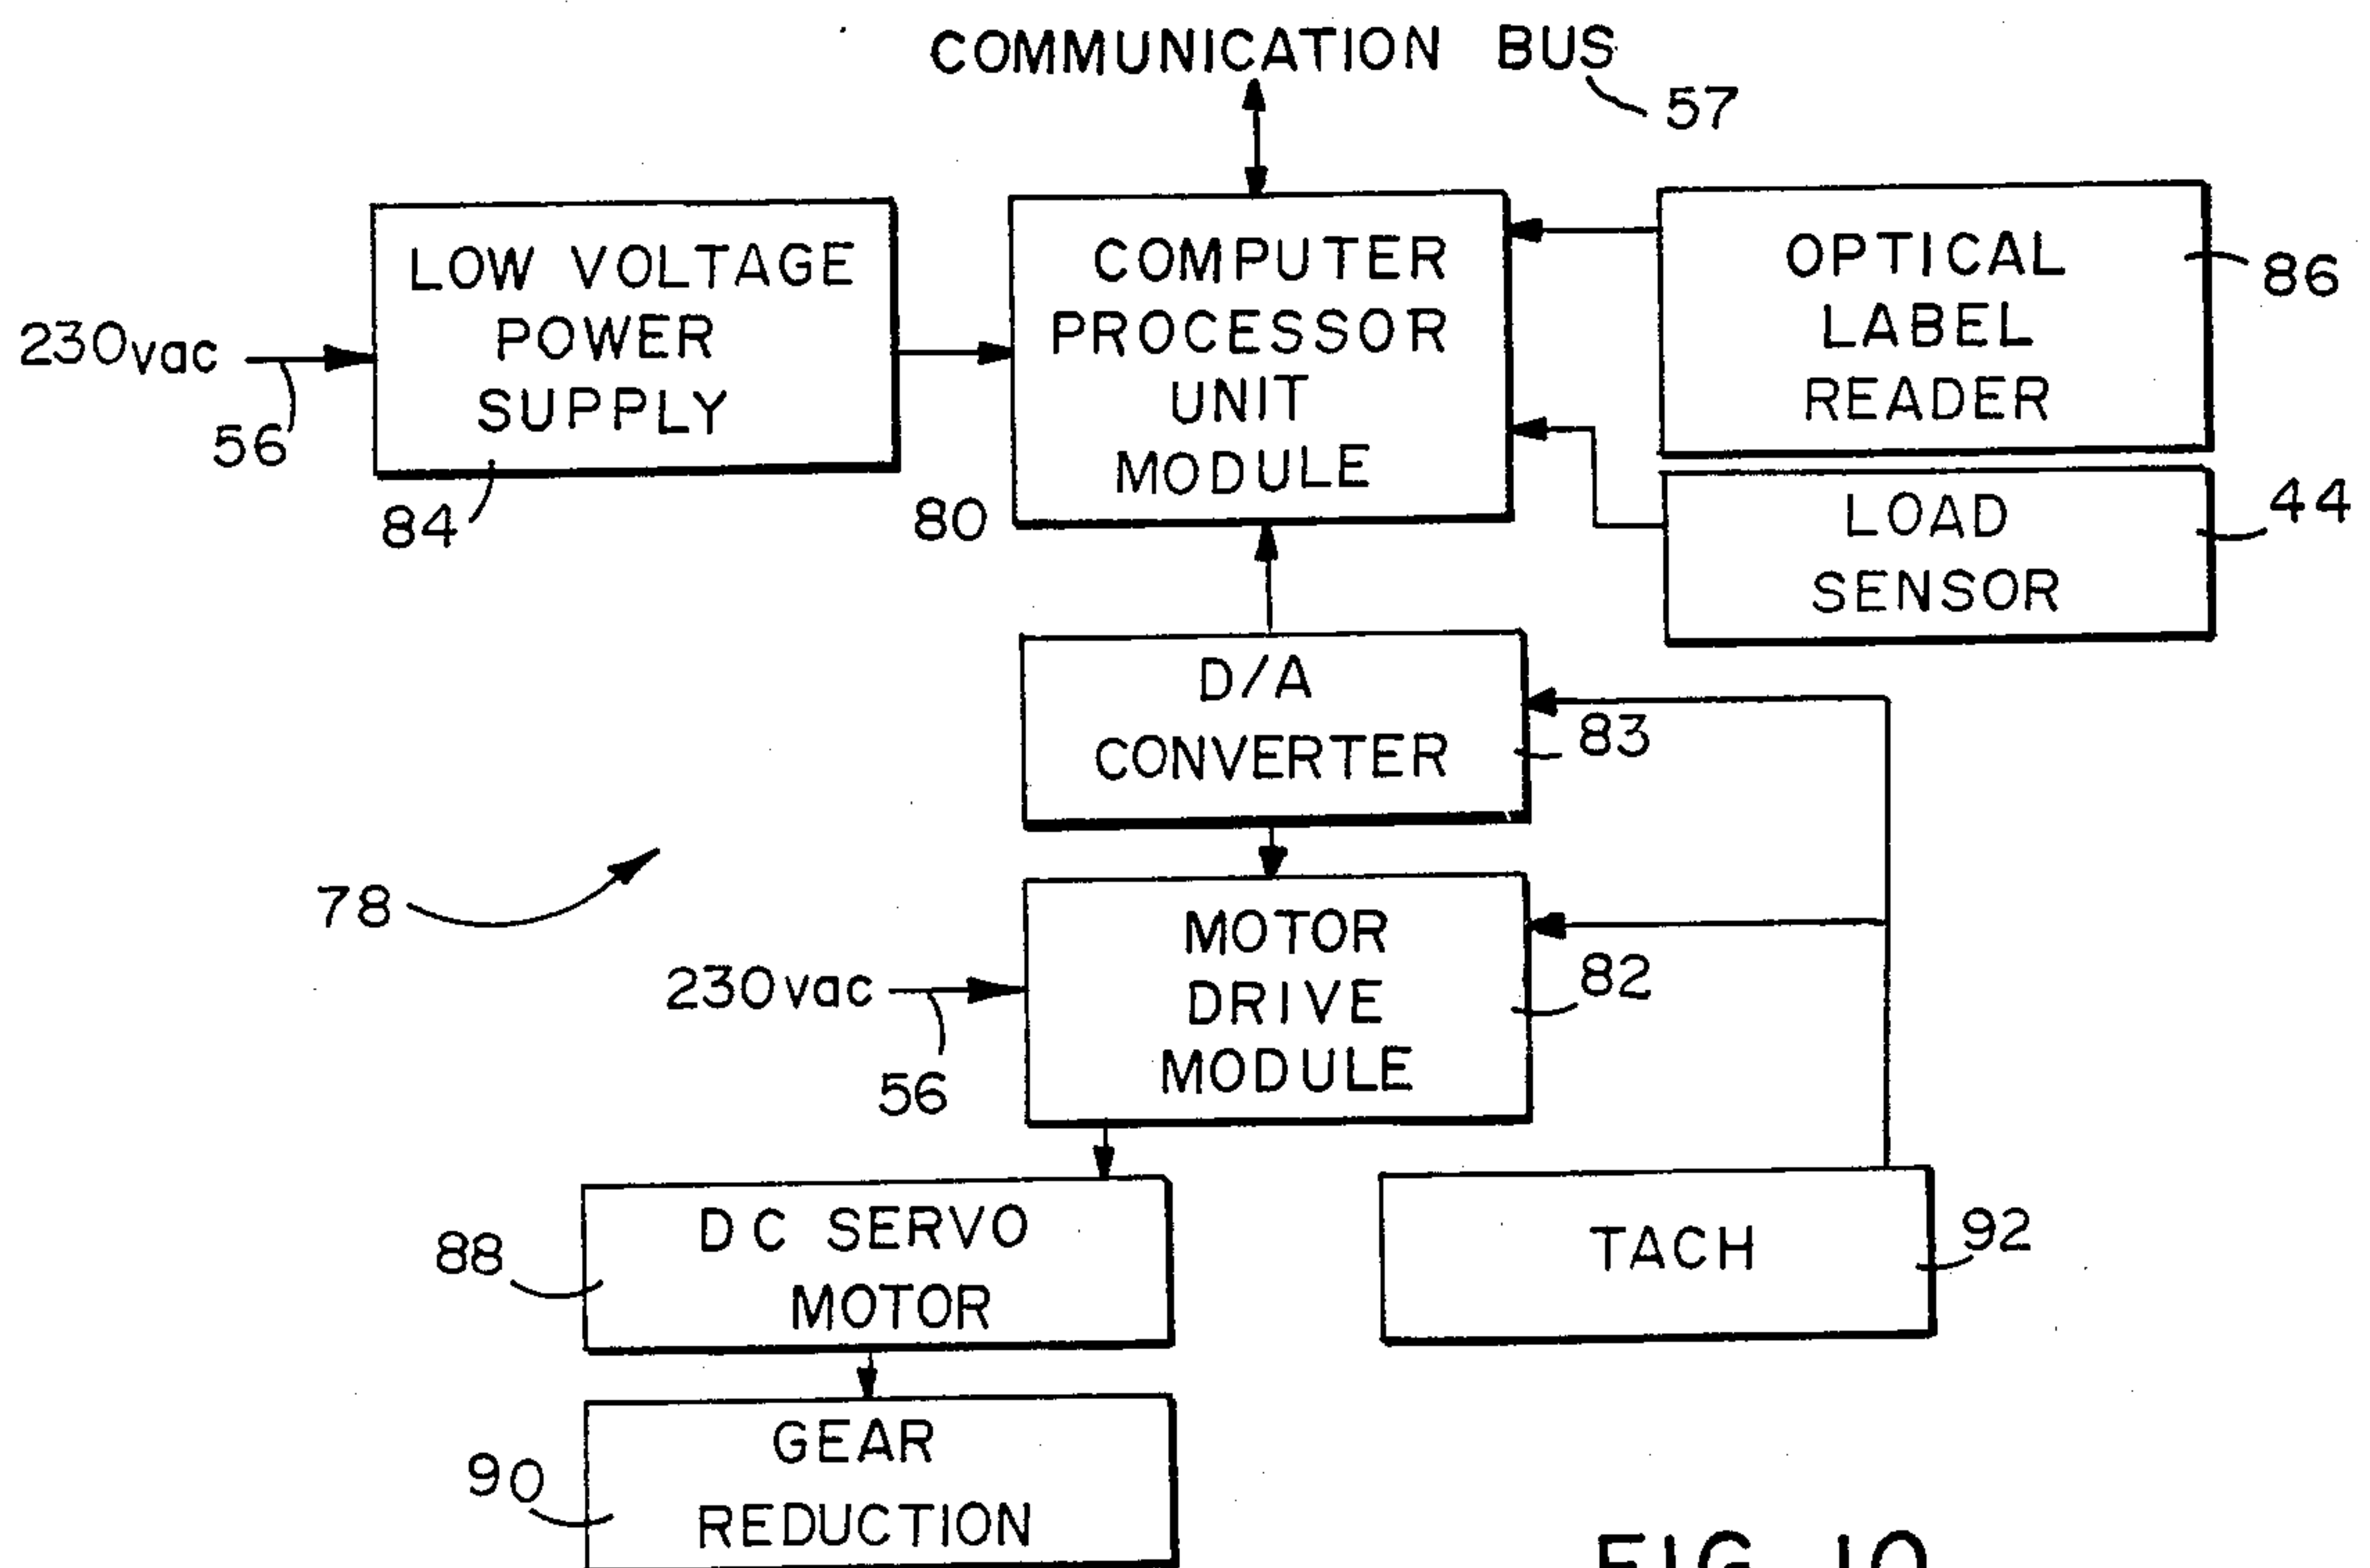 COMMUNICATION BUS
57
LOW VOLTAGE
POWER
SUPPLY
230vac
56
84
COMPUTER
PROCESSOR
UNIT
MODULE
80
OPTICAL
LABEL
READER
86
LOAD
SENSOR
44
D/A
CONVERTER
83
78
MOTOR
DRIVE
MODULE
230vac
56
82
DC SERVO
MOTOR
88
TACH
92
GEAR
REDUCTION
90
FIG. 10